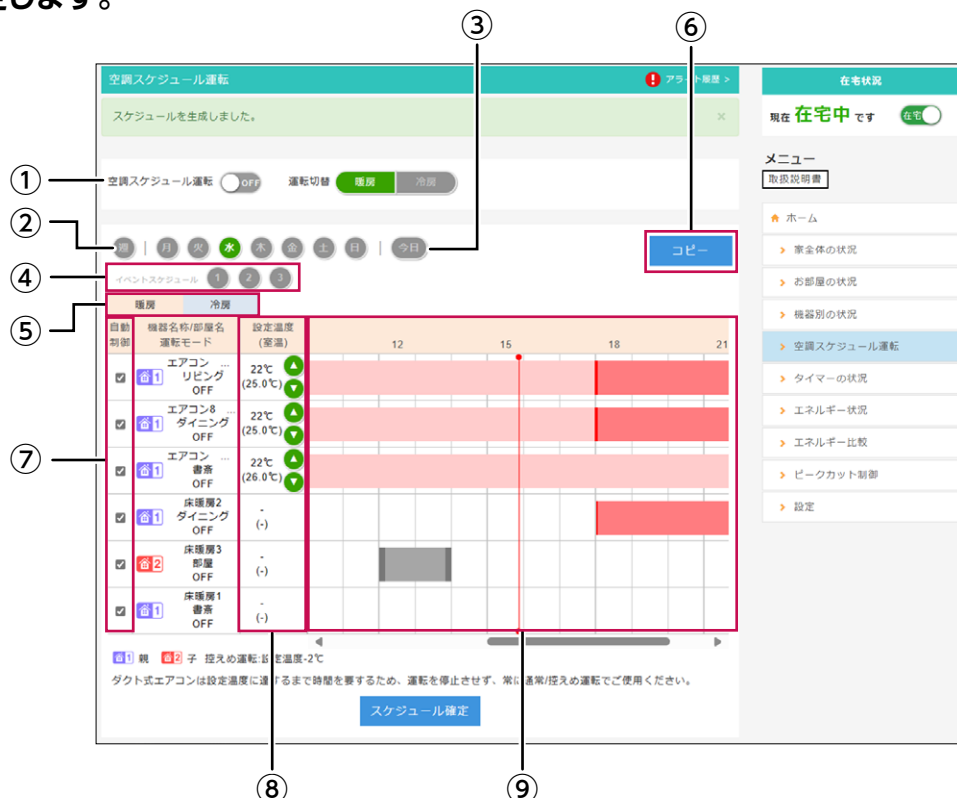 します。
③ ⑥
空調スケジュール運転 アラート履歴 > 在宅状況
スケジュールを生成しました。 × 現在 在宅中 です 在宅
メニュー
取扱説明書
① 空調スケジュール運転 OFF 運転切替 暖房 冷房
② 週 | 月 火 水 木 金 土 日 | 今日 コピー
④ イベントスケジュール 1 2 3
⑤ 暖房 冷房
自動制御 機器名称/部屋名 運転モード 設定温度(室温) 12 15 18 21
エアコン ... リビング OFF 1 22℃ (25.0℃)
エアコン8 ... ダイニング OFF 1 22℃ (25.0℃)
⑦ エアコン ... 書斎 OFF 1 22℃ (26.0℃)
床暖房2 ダイニング OFF 1 - (-)
床暖房3 部屋 OFF 2 - (-)
床暖房1 書斎 OFF 1 - (-)
1 親 2 子 控えめ運転:設定温度-2℃
ダクト式エアコンは設定温度に達するまで時間を要するため、運転を停止させず、常に通常/控えめ運転でご使用ください。
スケジュール確定
⑧ ⑨
ホーム
> 家全体の状況
> お部屋の状況
> 機器別の状況
> 空調スケジュール運転
> タイマーの状況
> エネルギー状況
> エネルギー比較
> ピークカット制御
> 設定